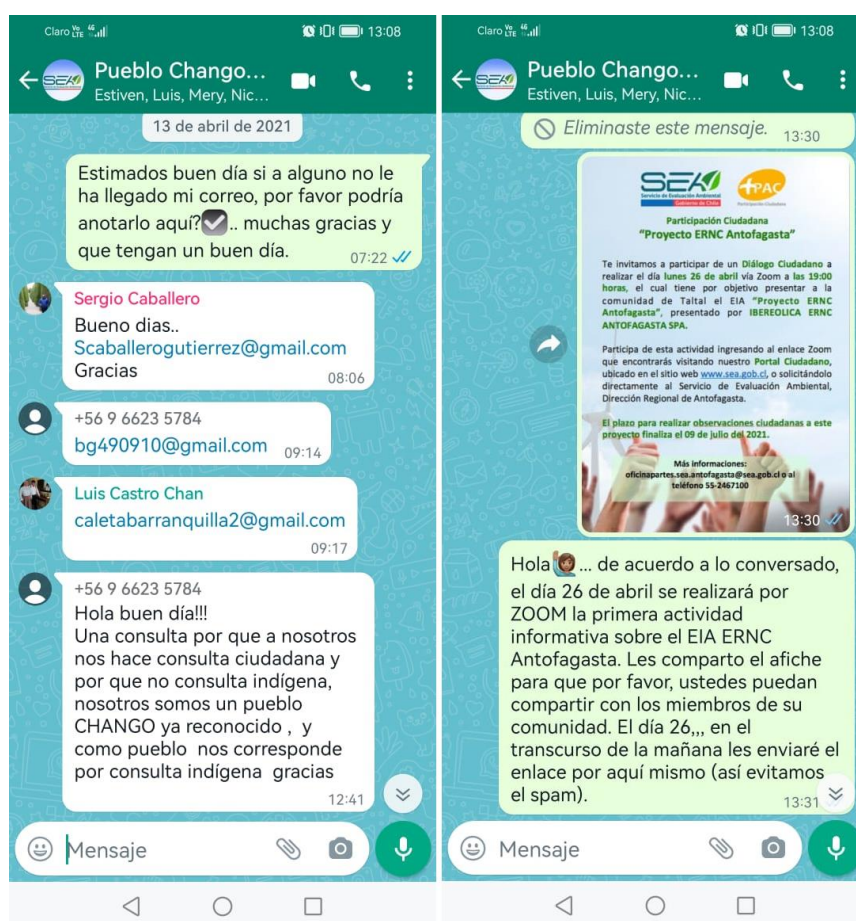 Claro Vo LTE 4G 13:08
SEA Pueblo Chango...
Estiven, Luis, Mery, Nic...
13 de abril de 2021
Estimados buen día si a alguno no le
ha llegado mi correo, por favor podría
anotarlo aquí?☑.. muchas gracias y
que tengan un buen día.
07:22
Sergio Caballero
Bueno dias..
Scaballerogutierrez@gmail.com
Gracias
08:06
+56 9 6623 5784
bg490910@gmail.com 09:14
Luis Castro Chan
caletabarranquilla2@gmail.com
09:17
+56 9 6623 5784
Hola buen día!!!
Una consulta por que a nosotros
nos hace consulta ciudadana y
por que no consulta indígena,
nosotros somos un pueblo
CHANGO ya reconocido , y
como pueblo nos corresponde
por consulta indígena gracias
12:41
Mensaje
Claro Vo LTE 4G 13:08
SEA Pueblo Chango...
Estiven, Luis, Mery, Nic...
Eliminaste este mensaje. 13:30
SEA
Servicio de Evaluación Ambiental
Gobierno de Chile
+PAC
Participación Ciudadana
Participación Ciudadana
“Proyecto ERNC Antofagasta”
Te invitamos a participar de un Diálogo Ciudadano a
realizar el día lunes 26 de abril vía Zoom a las 19:00
horas, el cual tiene por objetivo presentar a la
comunidad de Taltal el EIA “Proyecto ERNC
Antofagasta”, presentado por IBEREOLICA ERNC
ANTOFAGASTA SPA.
Participa de esta actividad ingresando al enlace Zoom
que encontrarás visitando nuestro Portal Ciudadano,
ubicado en el sitio web www.sea.gob.cl, o solicitándolo
directamente al Servicio de Evaluación Ambiental,
Dirección Regional de Antofagasta.
El plazo para realizar observaciones ciudadanas a este
proyecto finaliza el 09 de julio del 2021.
Más informaciones:
oficinapartes.sea.antofagasta@sea.gob.cl o al
teléfono 55-2467100
13:30
Hola🙋🏽... de acuerdo a lo conversado,
el día 26 de abril se realizará por
ZOOM la primera actividad
informativa sobre el EIA ERNC
Antofagasta. Les comparto el afiche
para que por favor, ustedes puedan
compartir con los miembros de su
comunidad. El día 26,,, en el
transcurso de la mañana les enviaré el
enlace por aquí mismo (así evitamos
el spam).
13:31
Mensaje